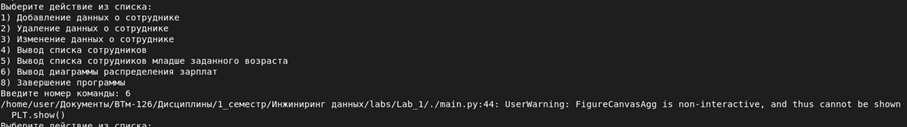 Выберите действие из списка:
1) Добавление данных о сотруднике
2) Удаление данных о сотруднике
3) Изменение данных о сотруднике
4) Вывод списка сотрудников
5) Вывод списка сотрудников младше заданного возраста
6) Вывод диаграммы распределения зарплат
8) Завершение программы
Введите номер команды: 6
/home/user/Документы/ВТм-126/Дисциплины/1_семестр/Инжиниринг данных/labs/Lab_1/./main.py:44: UserWarning: FigureCanvasAgg is non-interactive, and thus cannot be shown
  PLT.show()
Выберите действие из списка: